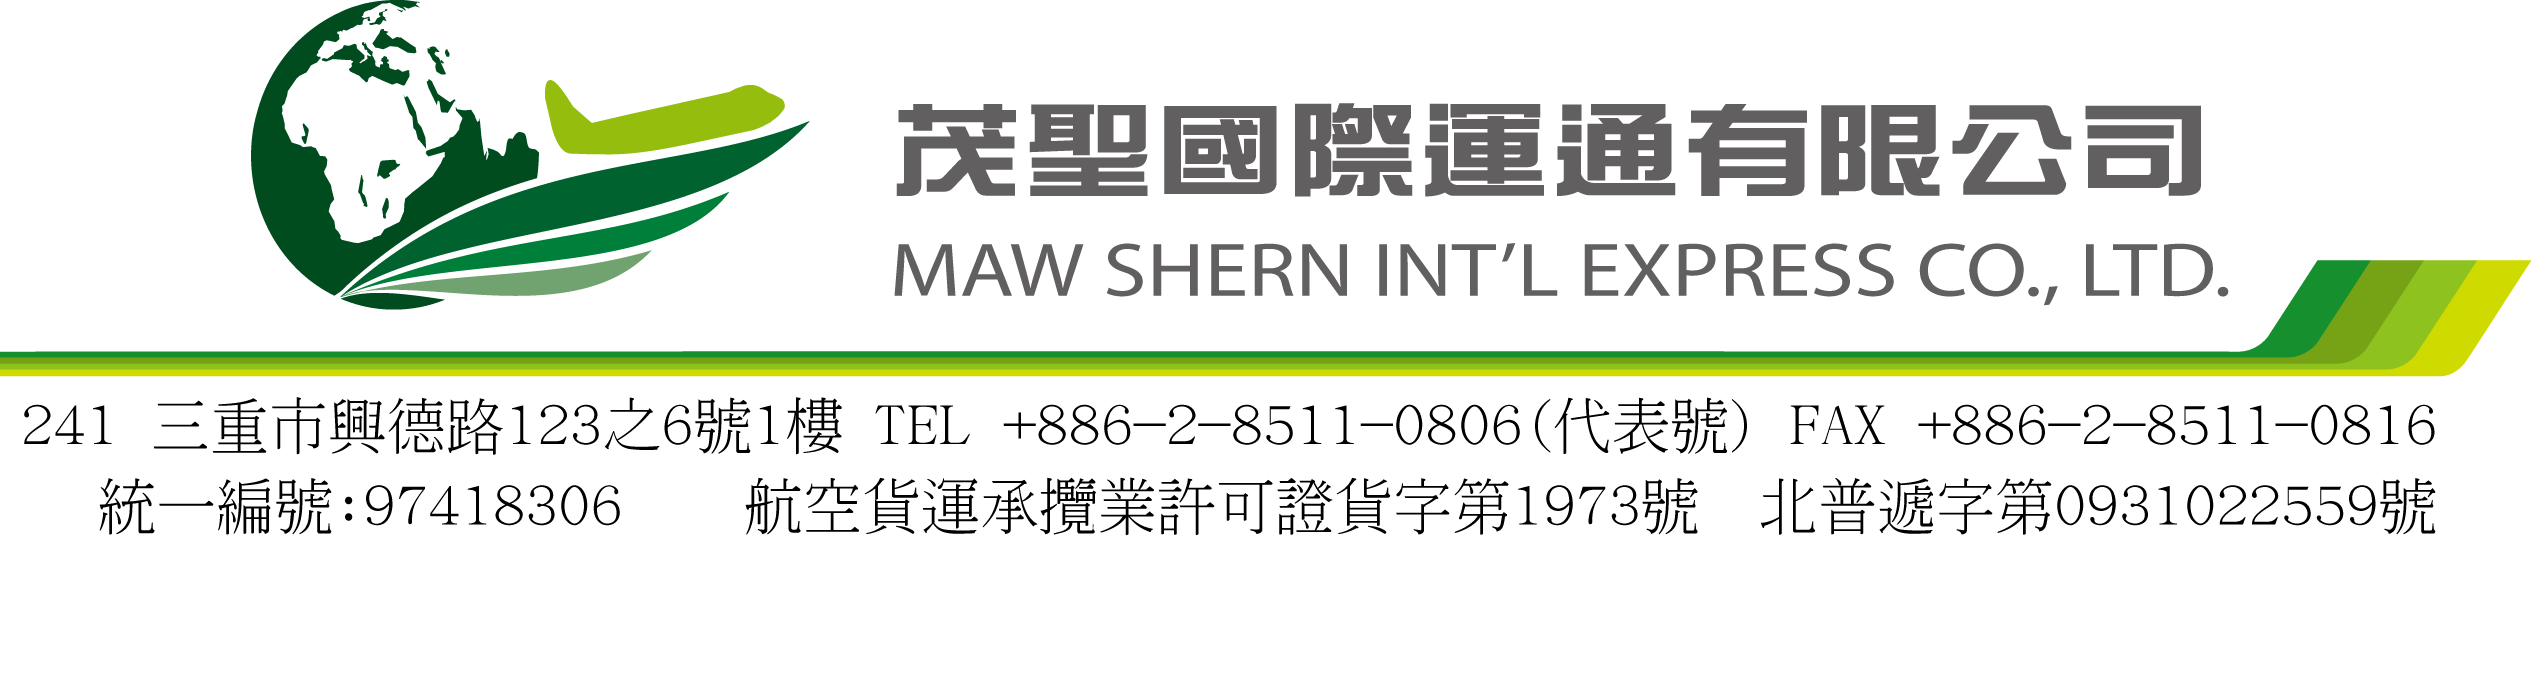 茂聖國際運通有限公司
MAW SHERN INT'L EXPRESS CO., LTD.
241 三重市興德路123之6號1樓 TEL +886-2-8511-0806(代表號) FAX +886-2-8511-0816
統一編號:97418306 航空貨運承攬業許可證貨字第1973號 北普遞字第0931022559號